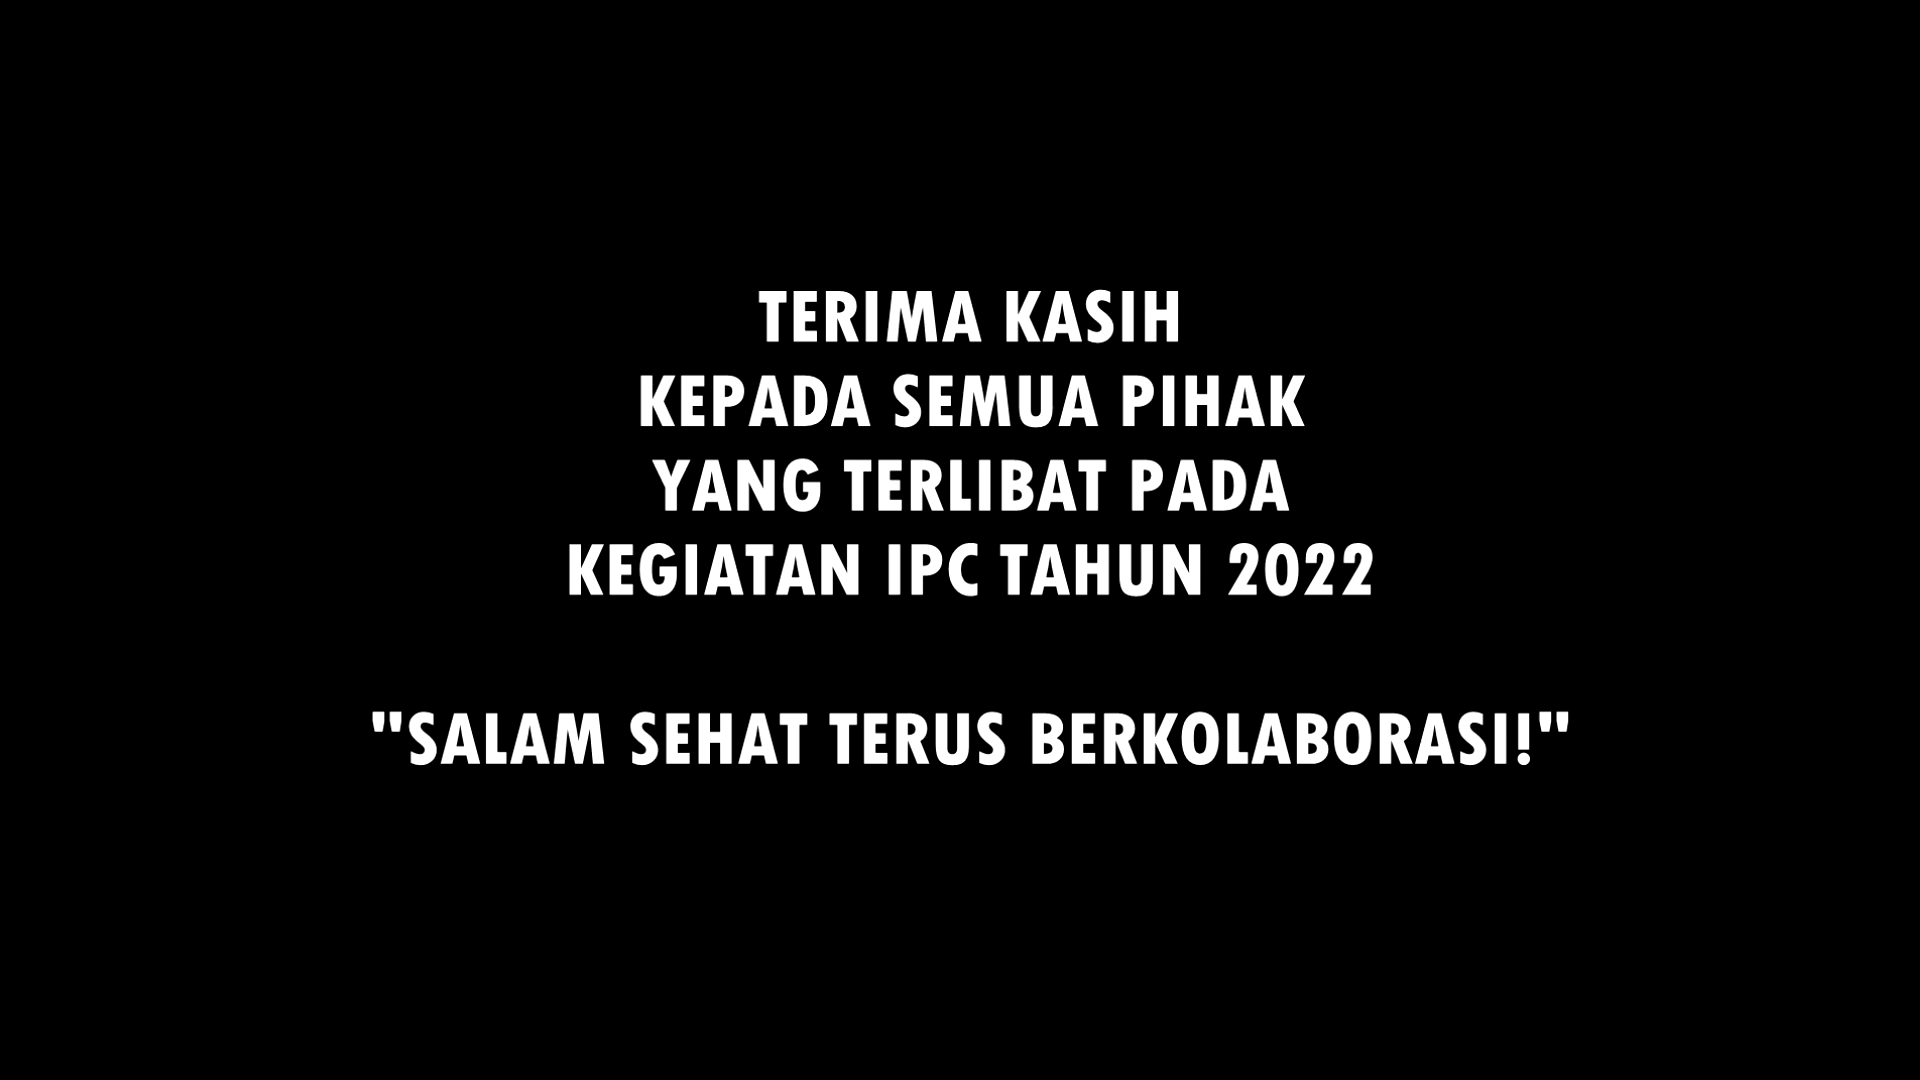 TERIMA KASIH
KEPADA SEMUA PIHAK
YANG TERLIBAT PADA
KEGIATAN IPC TAHUN 2022
"SALAM SEHAT TERUS BERKOLABORASI!"